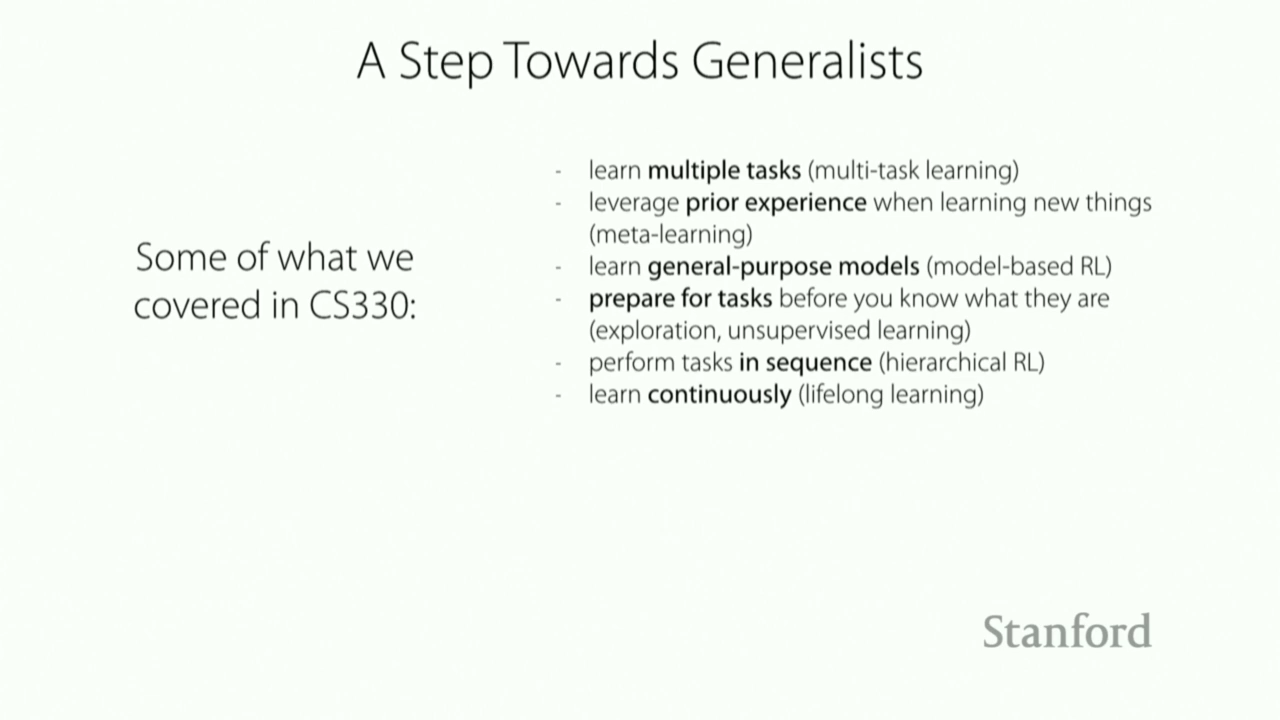 A Step Towards Generalists
Some of what we
covered in CS330:
- learn multiple tasks (multi-task learning)
- leverage prior experience when learning new things
(meta-learning)
- learn general-purpose models (model-based RL)
- prepare for tasks before you know what they are
(exploration, unsupervised learning)
- perform tasks in sequence (hierarchical RL)
- learn continuously (lifelong learning)
Stanford